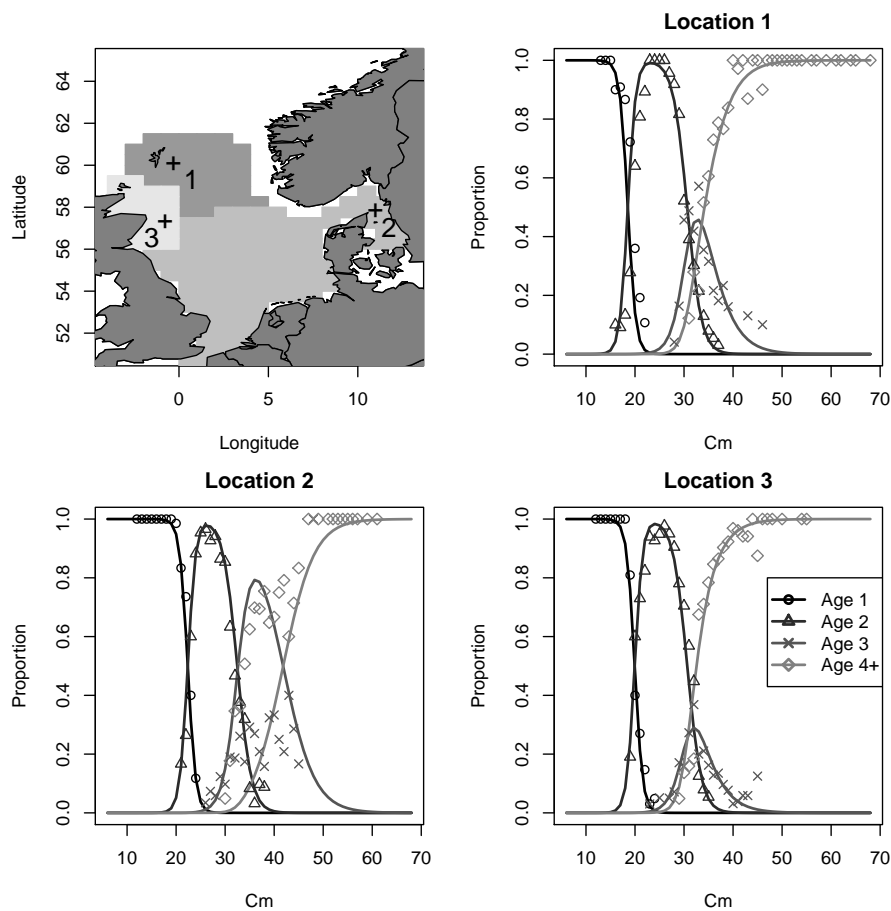 Location 1
64
62
60
58
56
54
52
Latitude
1
2
3
0 5 10
Longitude
1.0
0.8
0.6
0.4
0.2
0.0
Proportion
10 20 30 40 50 60 70
Cm
Location 2
1.0
0.8
0.6
0.4
0.2
0.0
Proportion
10 20 30 40 50 60 70
Cm
Location 3
1.0
0.8
0.6
0.4
0.2
0.0
Proportion
Age 1
Age 2
Age 3
Age 4+
10 20 30 40 50 60 70
Cm